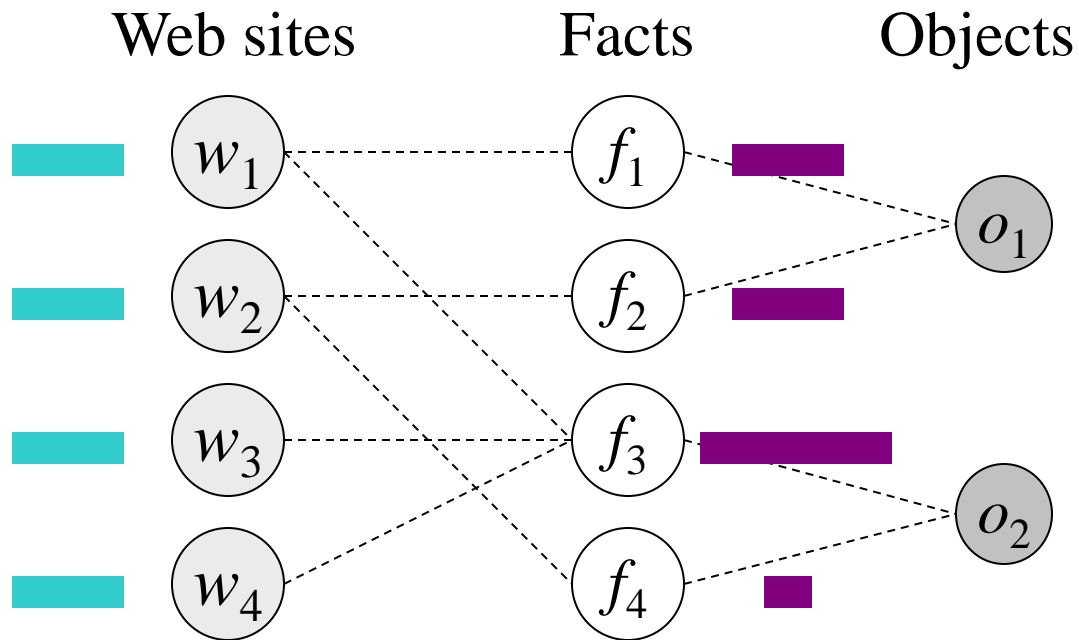 Web sites Facts Objects
w1 f1
o1
w2 f2
w3 f3
o2
w4 f4